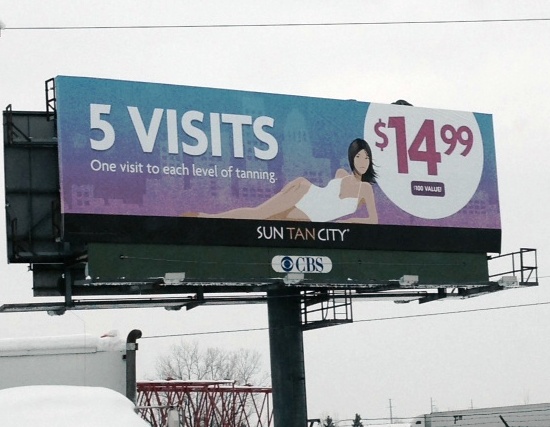 5 VISITS
One visit to each level of tanning.
$14.99
$100 VALUE!
SUN TAN CITY
CBS